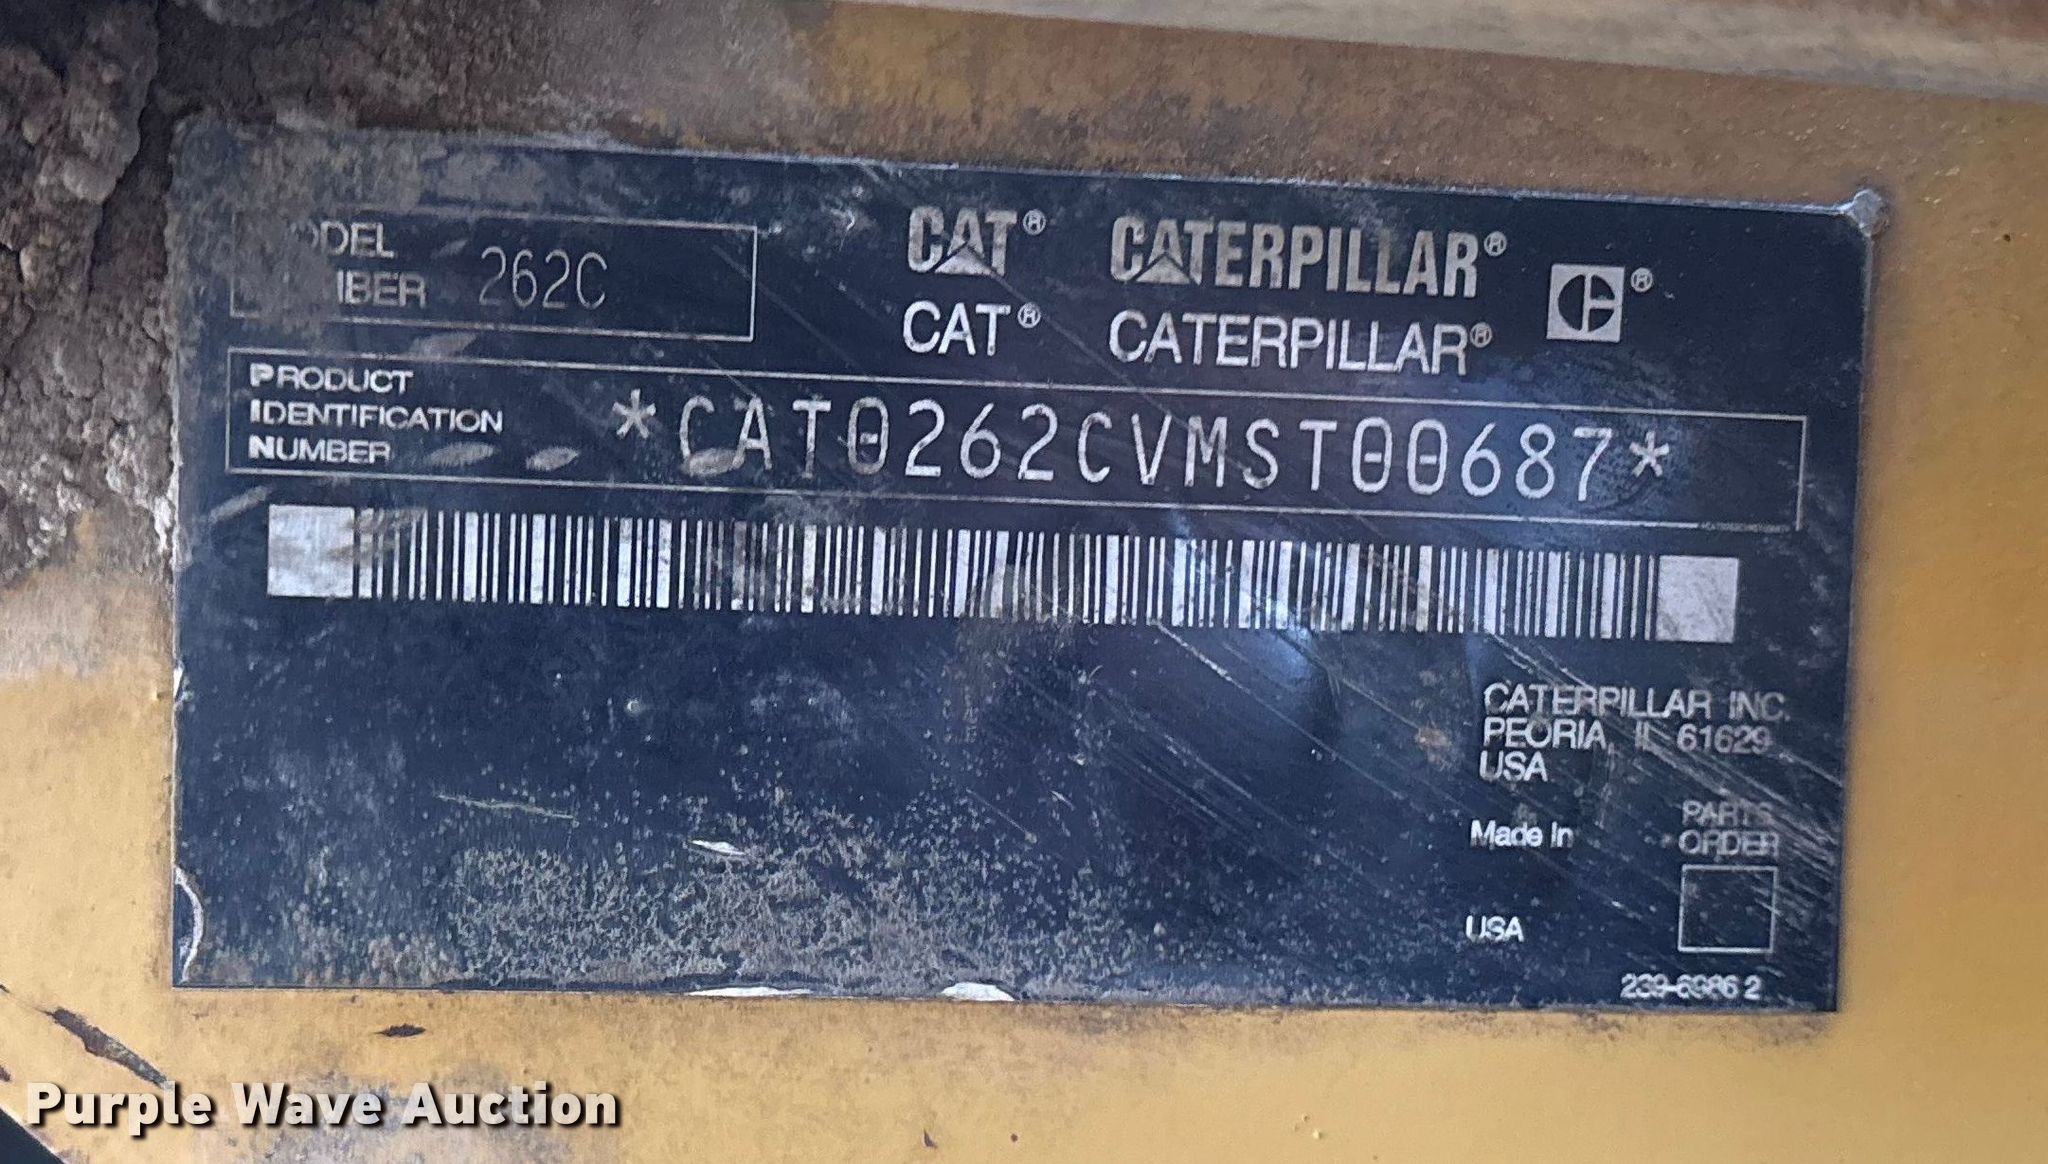 ODEL
IBER 262C
CAT® CATERPILLAR® ®
CAT® CATERPILLAR®
PRODUCT
IDENTIFICATION
NUMBER
*CAT0262CVMST00687*
CATERPILLAR INC.
PEORIA, IL 61629
USA
Made In
USA
PARTS
ORDER
239-6986 2
Purple Wave Auction